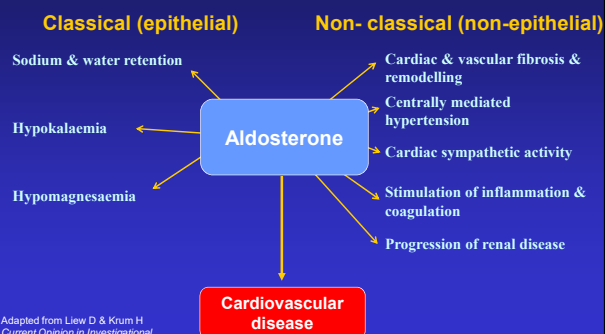 Classical (epithelial)
Non- classical (non-epithelial)
Sodium & water retention
Hypokalaemia
Hypomagnesaemia
Aldosterone
Cardiac & vascular fibrosis &
remodelling
Centrally mediated
hypertension
Cardiac sympathetic activity
Stimulation of inflammation &
coagulation
Progression of renal disease
Cardiovascular
disease
Adapted from Liew D & Krum H
Current Opinion in Investigational